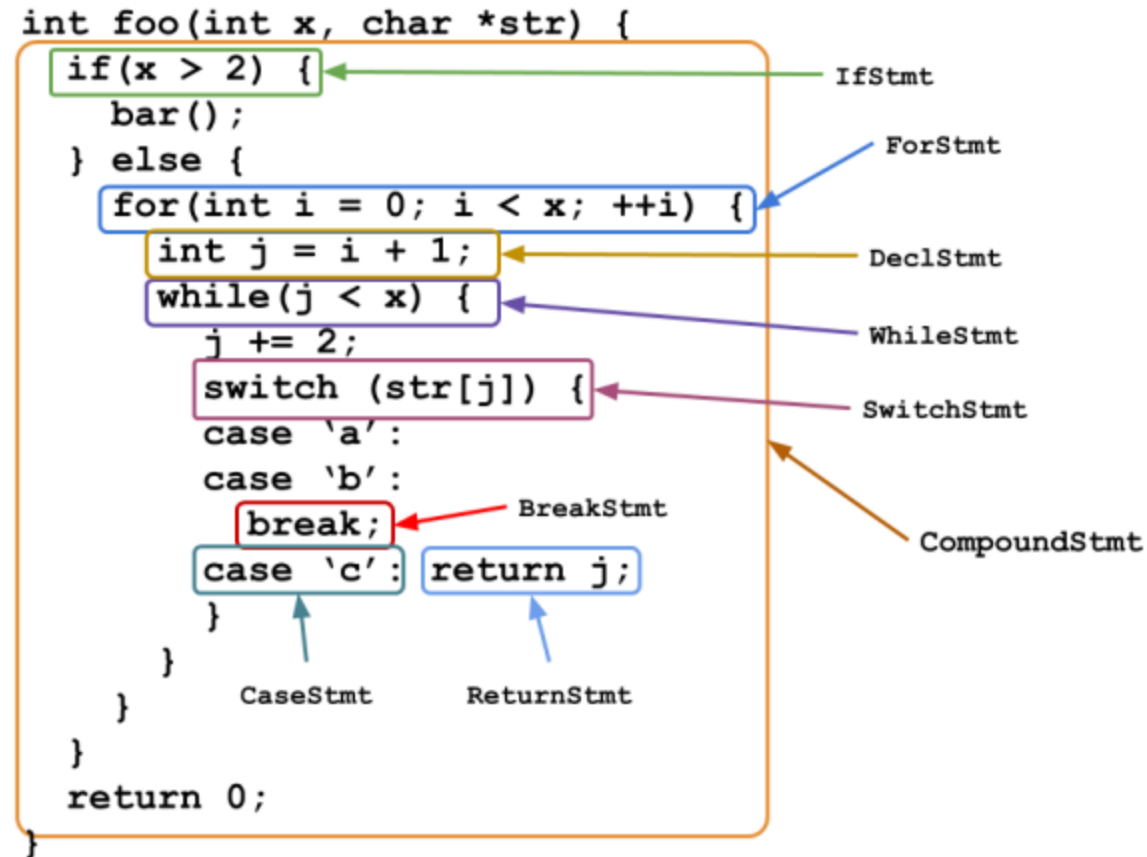 int foo(int x, char *str) {
if(x > 2) {
IfStmt
bar();
} else {
ForStmt
for(int i = 0; i < x; ++i) {
int j = i + 1;
DeclStmt
while(j < x) {
WhileStmt
j += 2;
switch (str[j]) {
SwitchStmt
case ‘a’:
case ‘b’:
break;
BreakStmt
CompoundStmt
case ‘c’: return j;
}
}
CaseStmt ReturnStmt
}
}
return 0;
}